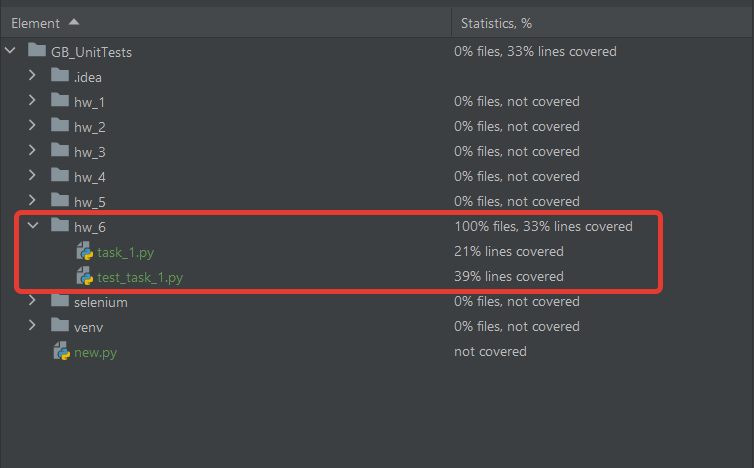 Element Statistics, %
GB_UnitTests 0% files, 33% lines covered
.idea
hw_1 0% files, not covered
hw_2 0% files, not covered
hw_3 0% files, not covered
hw_4 0% files, not covered
hw_5 0% files, not covered
hw_6 100% files, 33% lines covered
task_1.py 21% lines covered
test_task_1.py 39% lines covered
selenium 0% files, not covered
venv 0% files, not covered
new.py not covered